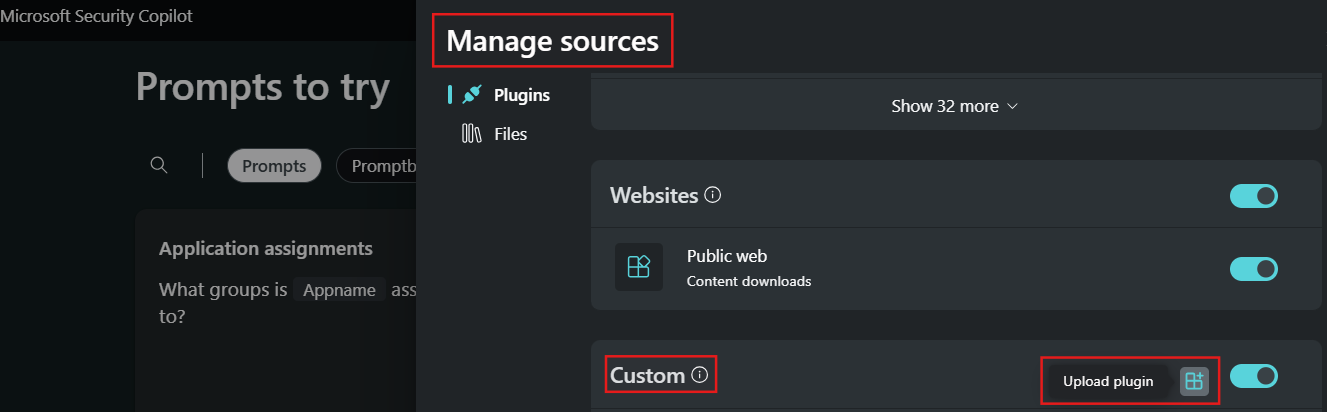 Microsoft Security Copilot
Prompts to try
Prompts
Promptb
Application assignments
What groups is Appname ass
to?
Manage sources
Plugins
Files
Show 32 more
Websites
Public web
Content downloads
Custom
Upload plugin